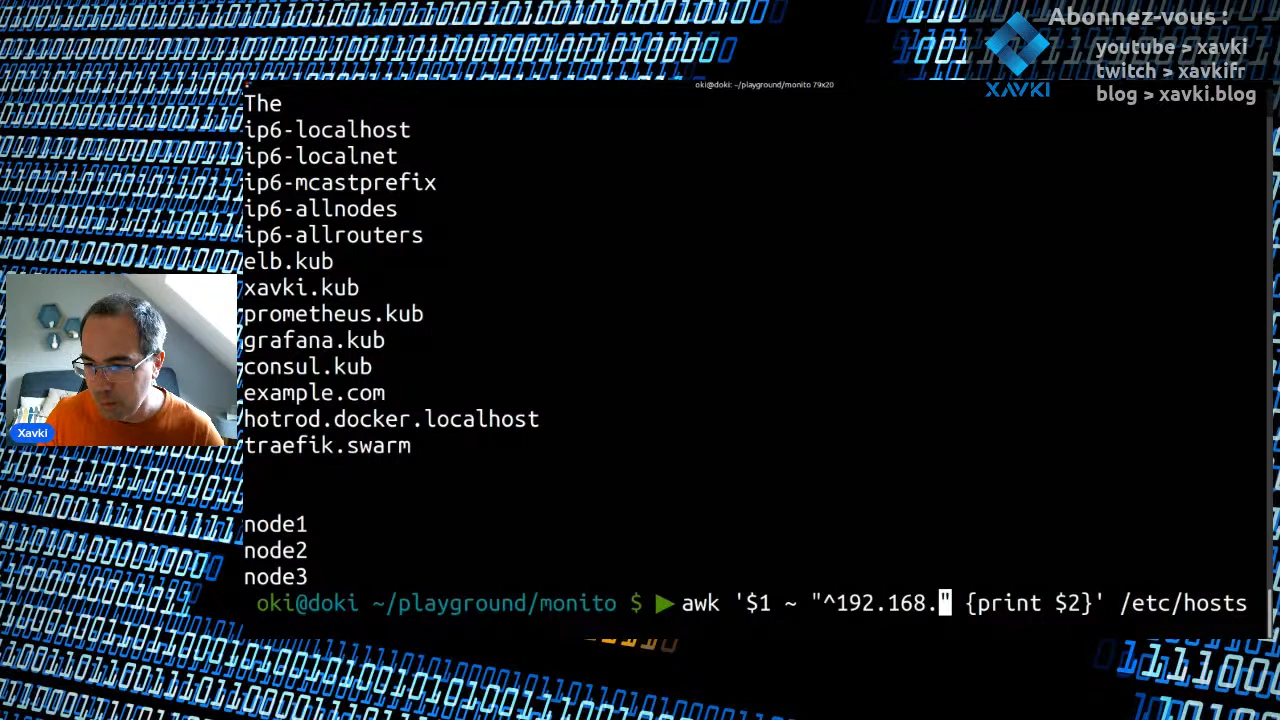 Abonnez-vous :
youtube > xavki
twitch > xavkifr
blog > xavki.blog
XAVKI
oki@doki: ~/playground/monito 79x20
The
ip6-localhost
ip6-localnet
ip6-mcastprefix
ip6-allnodes
ip6-allrouters
elb.kub
xavki.kub
prometheus.kub
grafana.kub
consul.kub
example.com
hotrod.docker.localhost
traefik.swarm
node1
node2
node3
oki@doki ~/playground/monito $ ▶ awk '$1 ~ "^192.168." {print $2}' /etc/hosts
Xavki